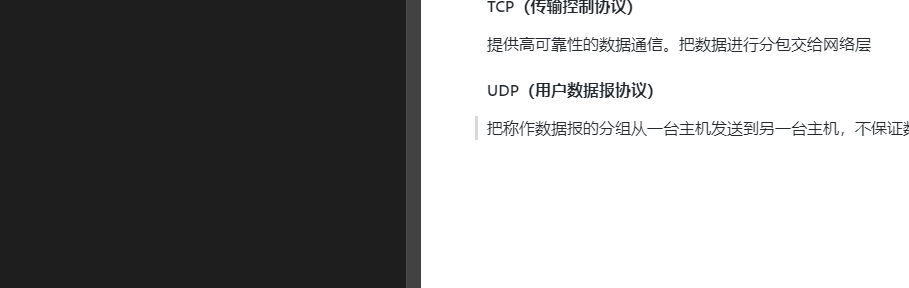 TCP（传输控制协议）
提供高可靠性的数据通信。把数据进行分包交给网络层
UDP（用户数据报协议）
把称作数据报的分组从一台主机发送到另一台主机，不保证